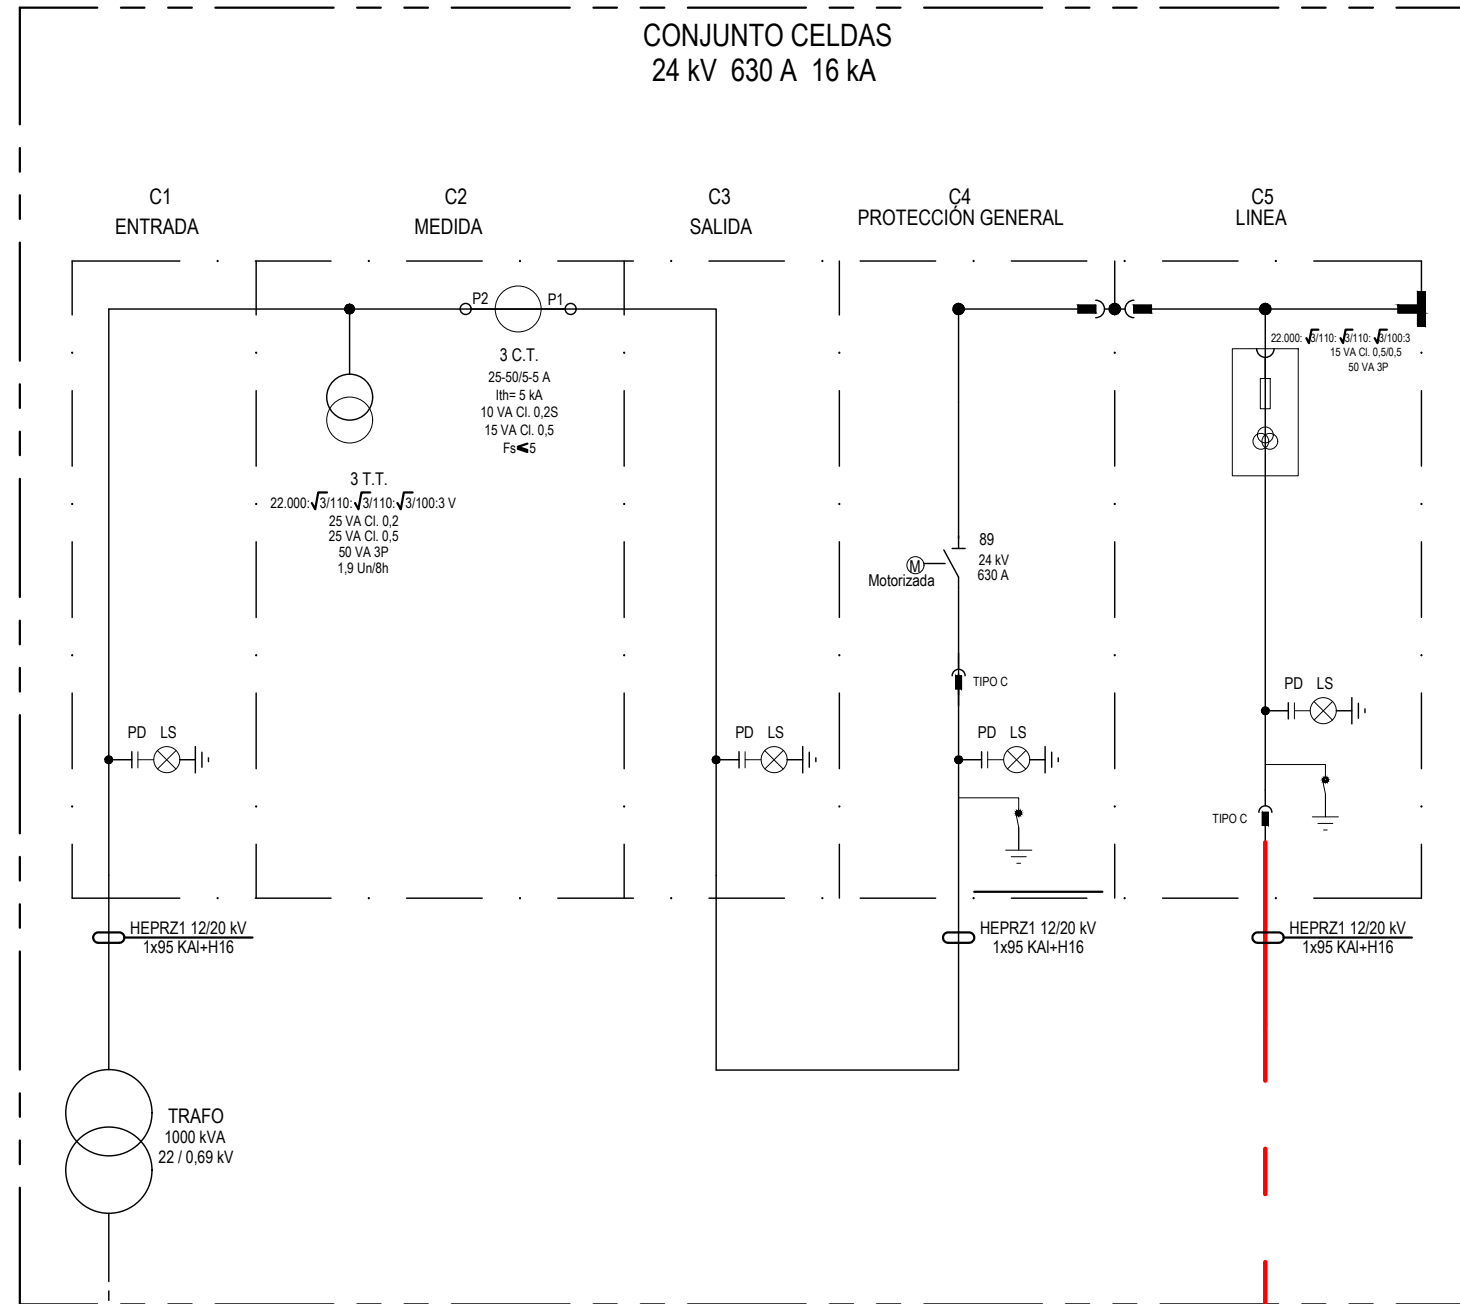 CONJUNTO CELDAS
24 kV 630 A 16 kA
C1
ENTRADA
C2
MEDIDA
C3
SALIDA
C4
PROTECCIÓN GENERAL
C5
LINEA
P2
P1
3 C.T.
25-50/5-5 A
Ith= 5 kA
10 VA Cl. 0,2S
15 VA Cl. 0,5
Fs≤5
3 T.T.
22.000:√3/110:√3/110:√3/100:3 V
25 VA Cl. 0,2
25 VA Cl. 0,5
50 VA 3P
1,9 Un/8h
22.000: √3/110: √3/110: √3/100:3
15 VA Cl. 0,5/0,5
50 VA 3P
89
24 kV
630 A
M
Motorizada
TIPO C
PD LS
PD LS
PD LS
PD LS
TIPO C
HEPRZ1 12/20 kV
1x95 KAl+H16
HEPRZ1 12/20 kV
1x95 KAl+H16
HEPRZ1 12/20 kV
1x95 KAl+H16
TRAFO
1000 kVA
22 / 0,69 kV